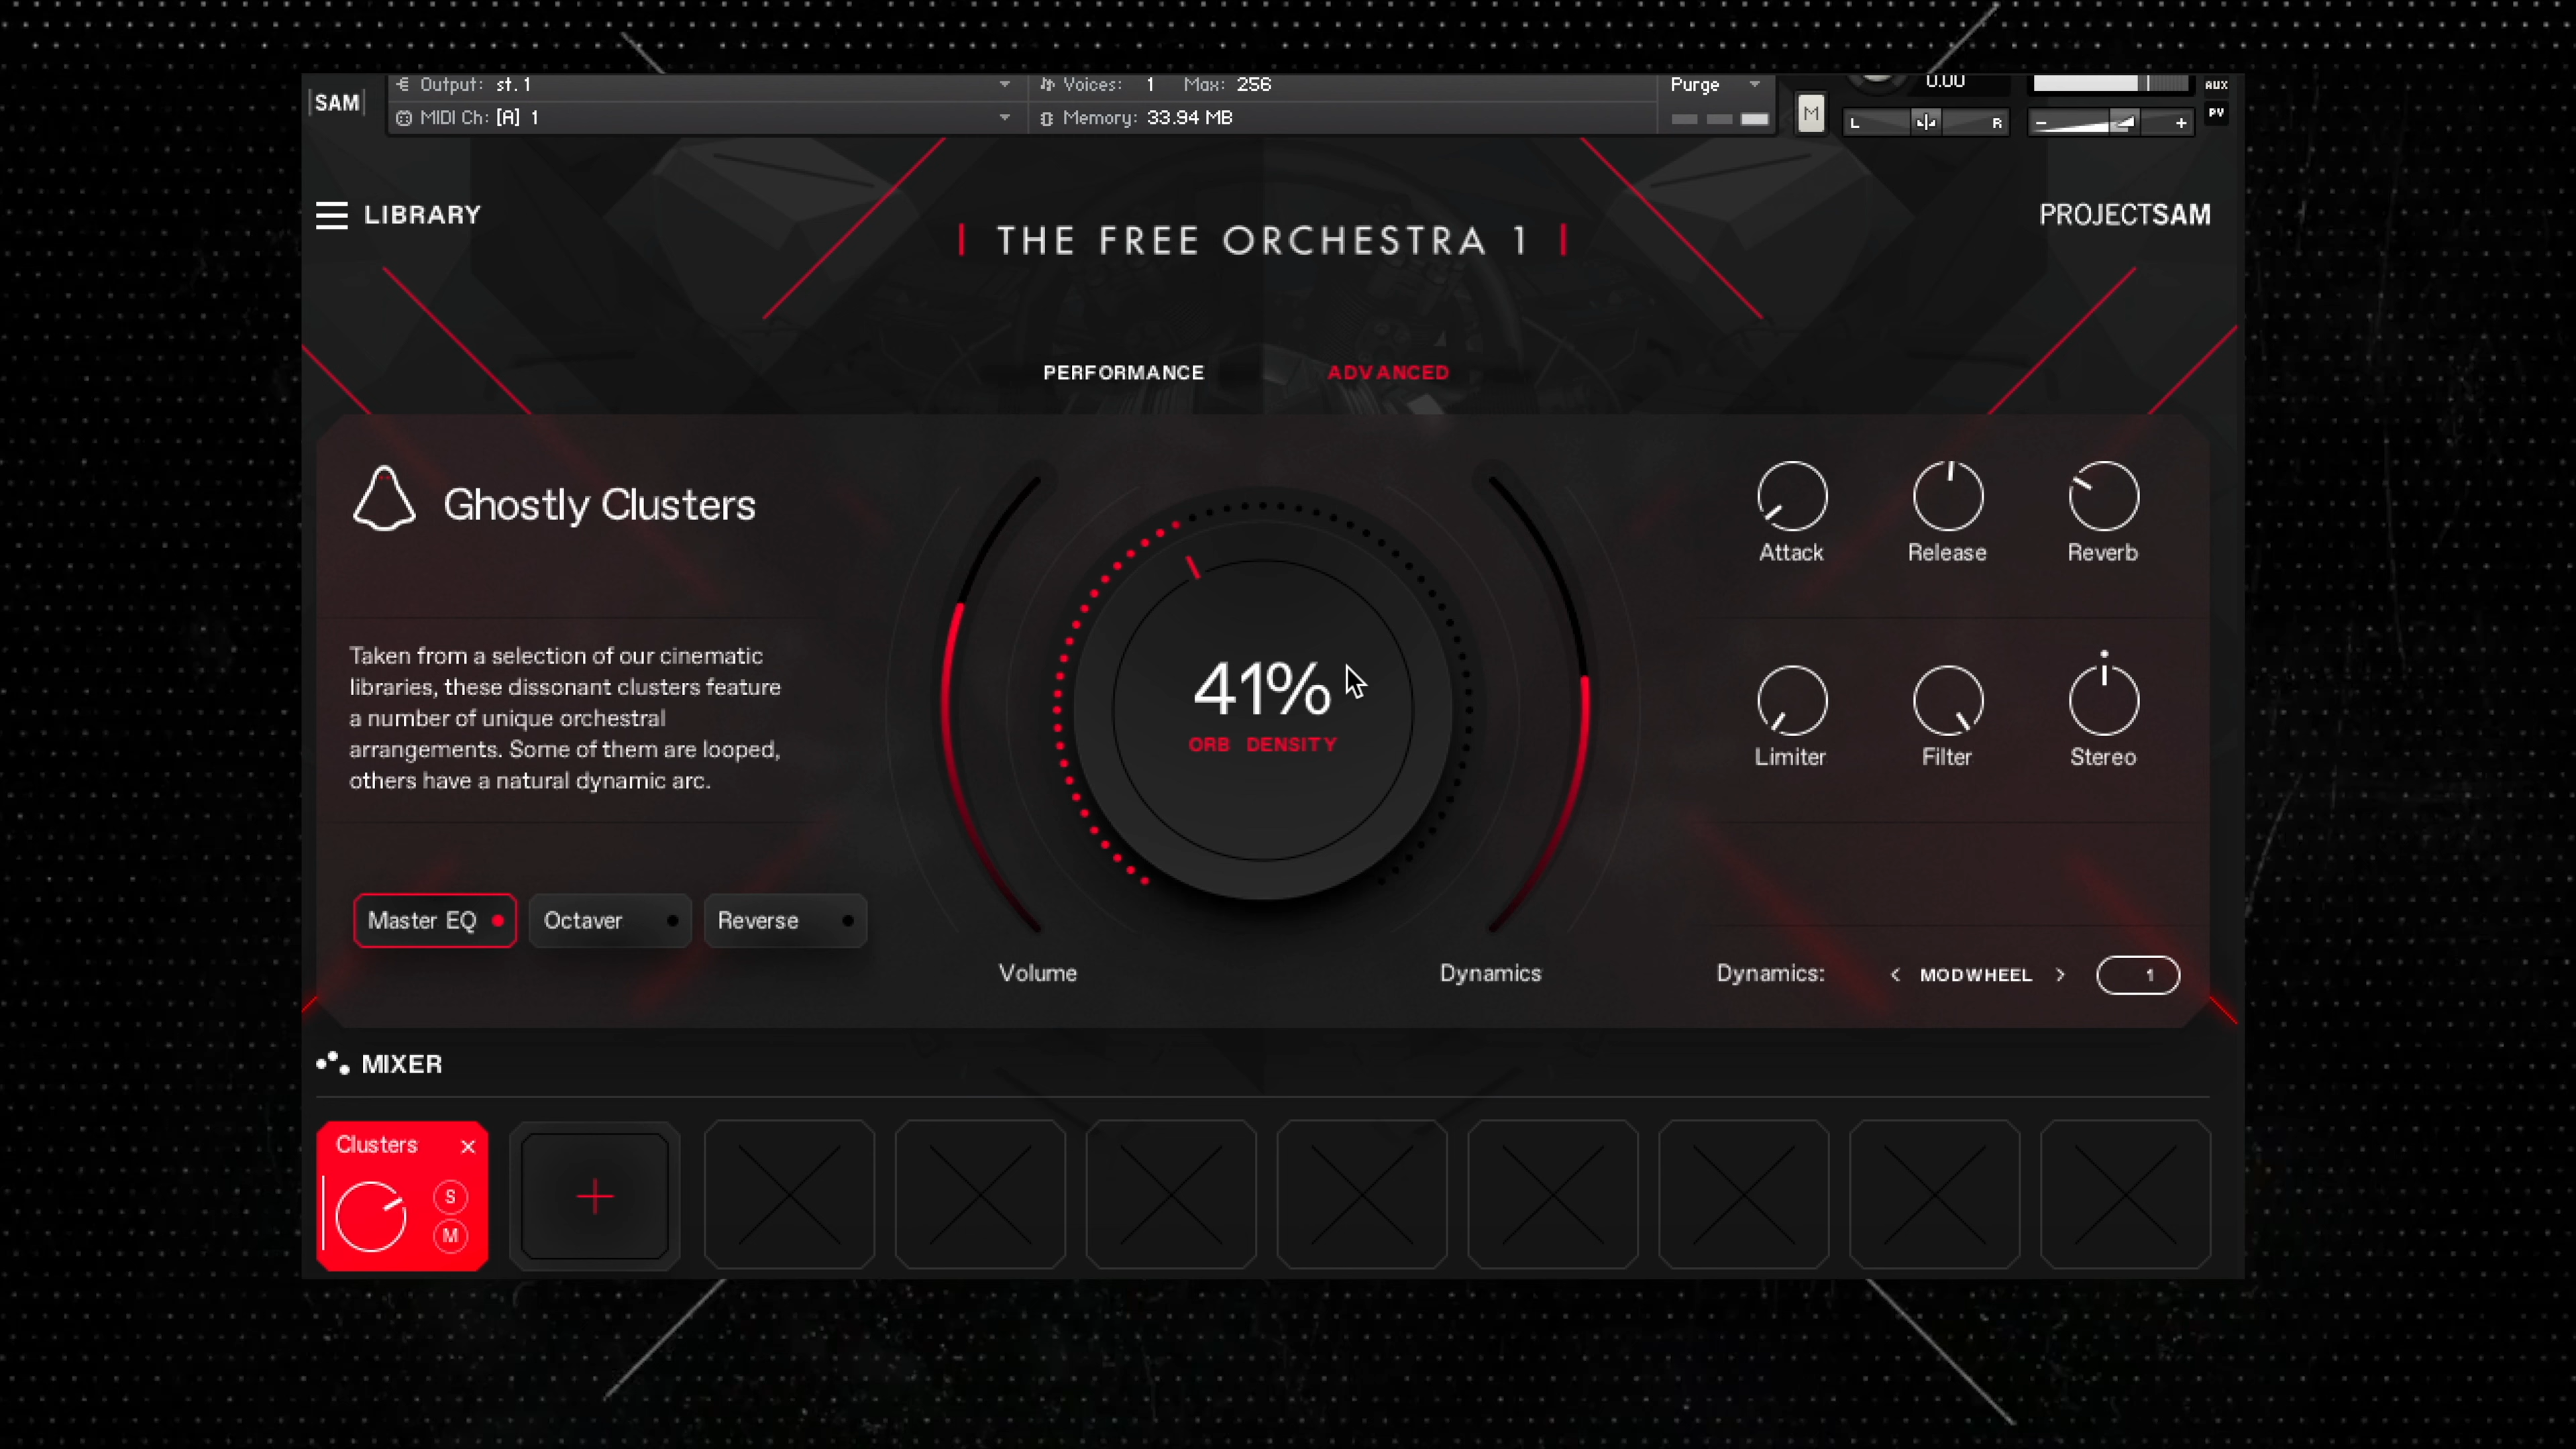 |SAM|
Output: st.1
Voices: 1 Max: 256
Purge
0.00
AUX
MIDI Ch: [A] 1
Memory: 33.94 MB
M
L R
- +
PV
LIBRARY
THE FREE ORCHESTRA 1
PROJECTSAM
PERFORMANCE
ADVANCED
Ghostly Clusters
Taken from a selection of our cinematic
libraries, these dissonant clusters feature
a number of unique orchestral
arrangements. Some of them are looped,
others have a natural dynamic arc.
Master EQ
Octaver
Reverse
41%
ORB DENSITY
Volume
Dynamics
Attack
Release
Reverb
Limiter
Filter
Stereo
Dynamics:
< MODWHEEL >
1
MIXER
Clusters
S
M